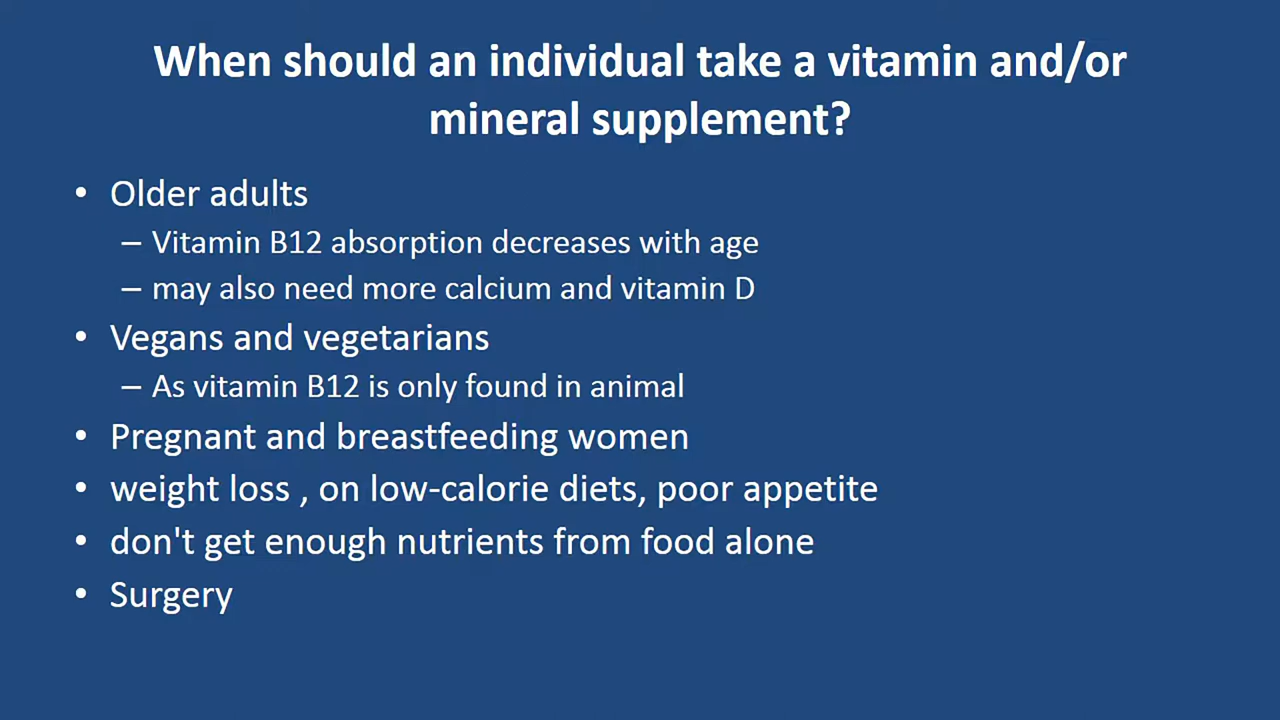 When should an individual take a vitamin and/or
mineral supplement?
• Older adults
– Vitamin B12 absorption decreases with age
– may also need more calcium and vitamin D
• Vegans and vegetarians
– As vitamin B12 is only found in animal
• Pregnant and breastfeeding women
• weight loss , on low-calorie diets, poor appetite
• don't get enough nutrients from food alone
• Surgery